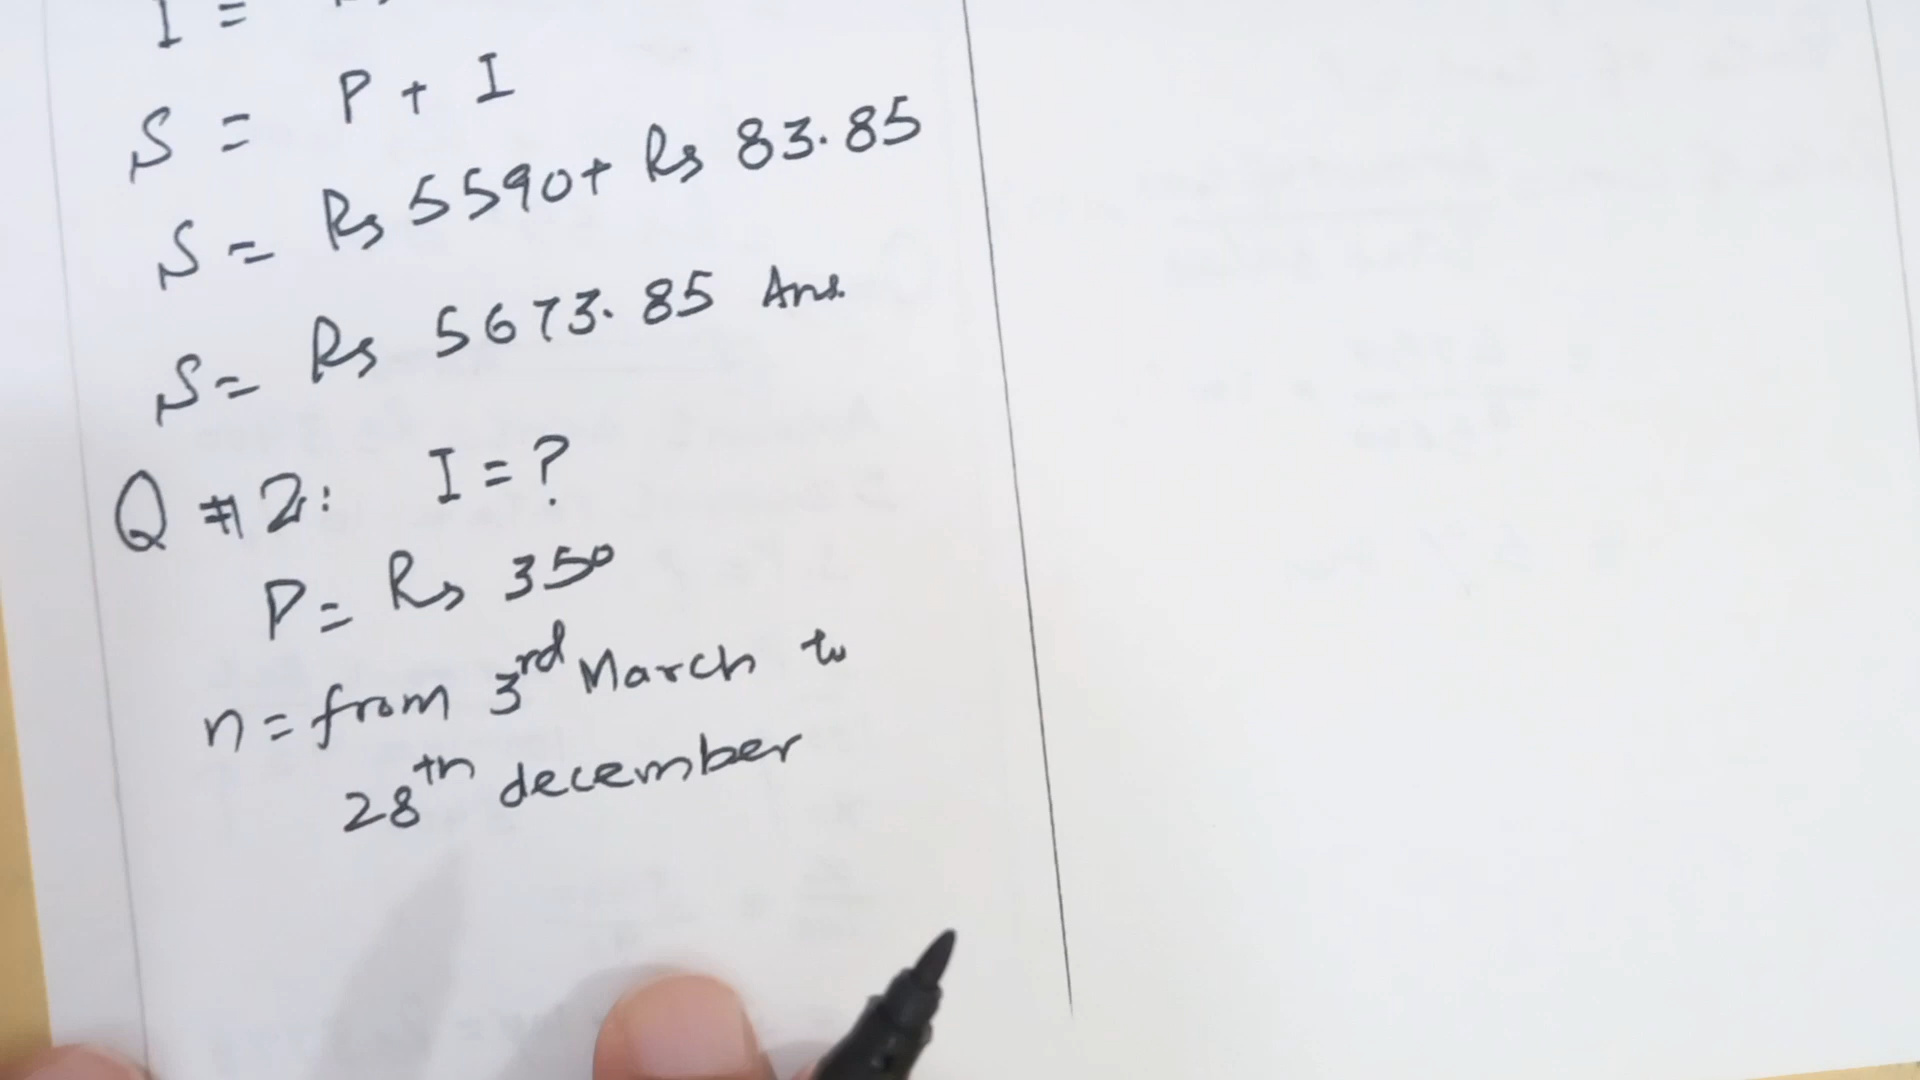 I =
S = P + I
S = Rs 5590 + Rs 83.85
S = Rs 5673.85 Ans.
Q #2: I = ?
P = Rs 350
n = from 3rd March to
28th december